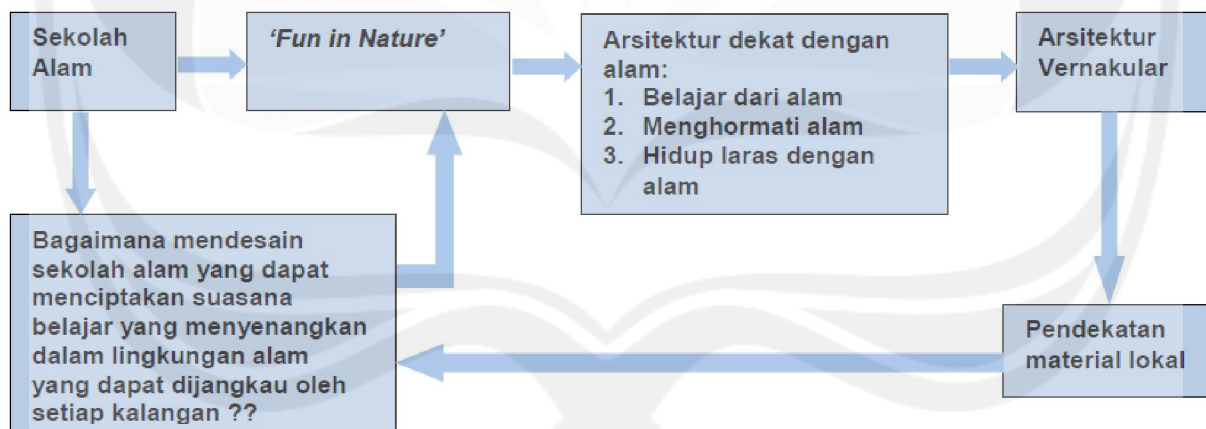 Sekolah
Alam
‘Fun in Nature’
Arsitektur dekat dengan
alam:
1. Belajar dari alam
2. Menghormati alam
3. Hidup laras dengan
alam
Arsitektur
Vernakular
Bagaimana mendesain
sekolah alam yang dapat
menciptakan suasana
belajar yang menyenangkan
dalam lingkungan alam
yang dapat dijangkau oleh
setiap kalangan ??
Pendekatan
material lokal